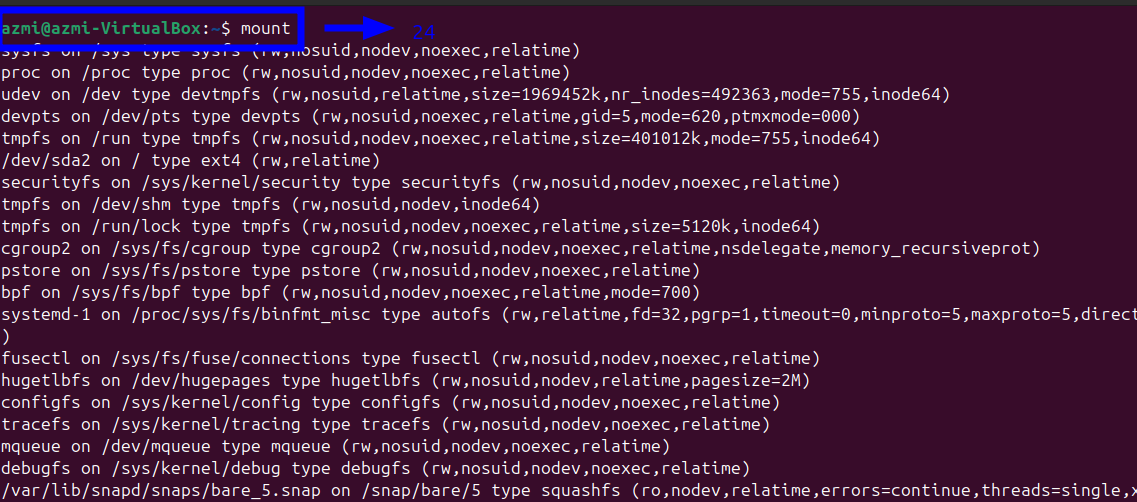 azmi@azmi-VirtualBox:~$ mount 24
sysfs on /sys type sysfs (rw,nosuid,nodev,noexec,relatime)
proc on /proc type proc (rw,nosuid,nodev,noexec,relatime)
udev on /dev type devtmpfs (rw,nosuid,relatime,size=1969452k,nr_inodes=492363,mode=755,inode64)
devpts on /dev/pts type devpts (rw,nosuid,noexec,relatime,gid=5,mode=620,ptmxmode=000)
tmpfs on /run type tmpfs (rw,nosuid,nodev,noexec,relatime,size=401012k,mode=755,inode64)
/dev/sda2 on / type ext4 (rw,relatime)
securityfs on /sys/kernel/security type securityfs (rw,nosuid,nodev,noexec,relatime)
tmpfs on /dev/shm type tmpfs (rw,nosuid,nodev,inode64)
tmpfs on /run/lock type tmpfs (rw,nosuid,nodev,noexec,relatime,size=5120k,inode64)
cgroup2 on /sys/fs/cgroup type cgroup2 (rw,nosuid,nodev,noexec,relatime,nsdelegate,memory_recursiveprot)
pstore on /sys/fs/pstore type pstore (rw,nosuid,nodev,noexec,relatime)
bpf on /sys/fs/bpf type bpf (rw,nosuid,nodev,noexec,relatime,mode=700)
systemd-1 on /proc/sys/fs/binfmt_misc type autofs (rw,relatime,fd=32,pgrp=1,timeout=0,minproto=5,maxproto=5,direct
)
fusectl on /sys/fs/fuse/connections type fusectl (rw,nosuid,nodev,noexec,relatime)
hugetlbfs on /dev/hugepages type hugetlbfs (rw,nosuid,nodev,relatime,pagesize=2M)
configfs on /sys/kernel/config type configfs (rw,nosuid,nodev,noexec,relatime)
tracefs on /sys/kernel/tracing type tracefs (rw,nosuid,nodev,noexec,relatime)
mqueue on /dev/mqueue type mqueue (rw,nosuid,nodev,noexec,relatime)
debugfs on /sys/kernel/debug type debugfs (rw,nosuid,nodev,noexec,relatime)
/var/lib/snapd/snaps/bare_5.snap on /snap/bare/5 type squashfs (ro,nodev,relatime,errors=continue,threads=single,x